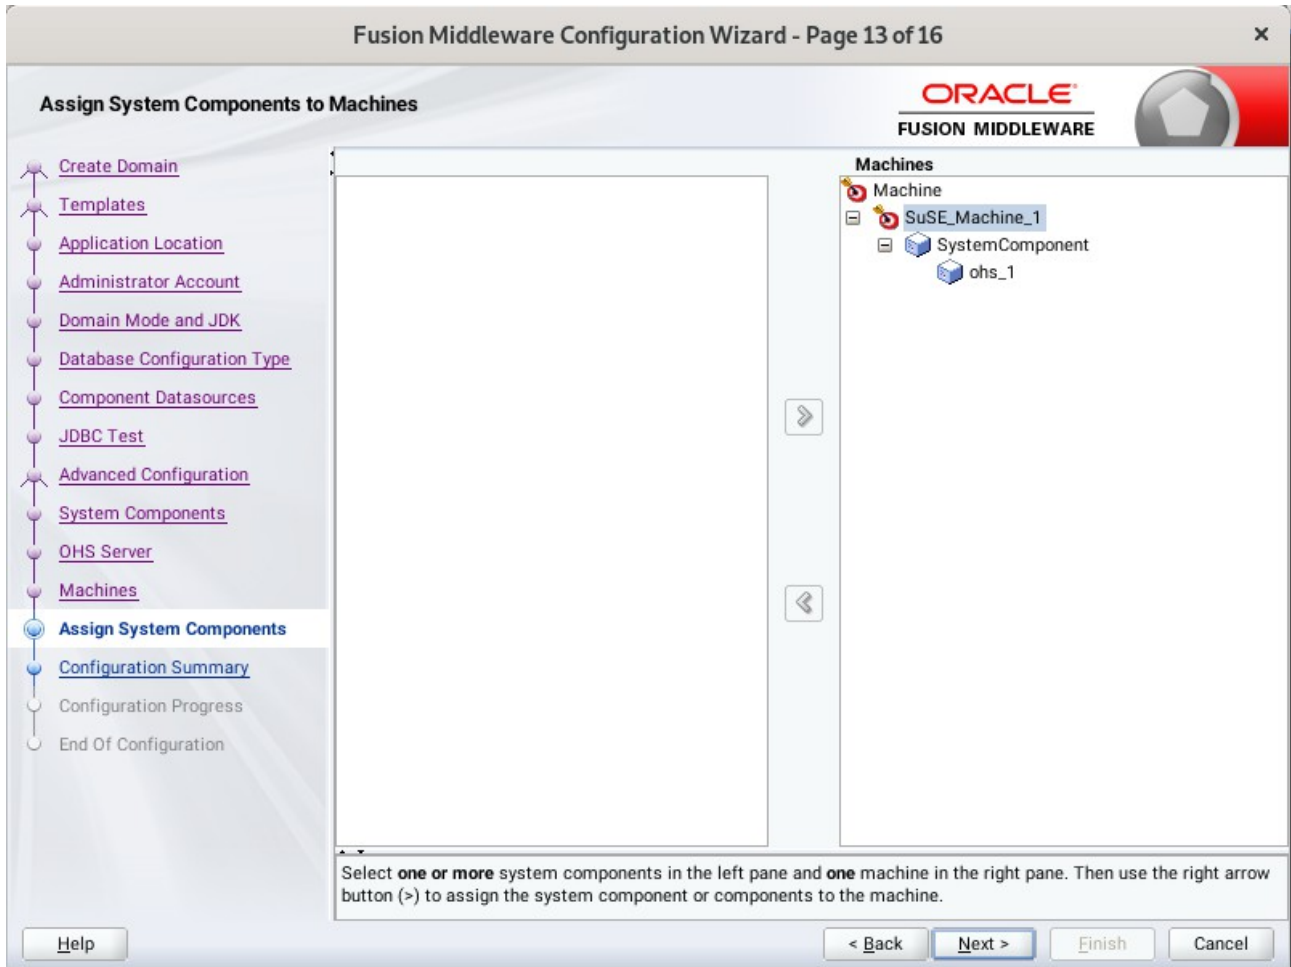 Fusion Middleware Configuration Wizard - Page 13 of 16
Assign System Components to Machines
ORACLE
FUSION MIDDLEWARE
Create Domain
Templates
Application Location
Administrator Account
Domain Mode and JDK
Database Configuration Type
Component Datasources
JDBC Test
Advanced Configuration
System Components
OHS Server
Machines
Assign System Components
Configuration Summary
Configuration Progress
End Of Configuration
Machines
Machine
SuSE_Machine_1
SystemComponent
ohs_1
Select one or more system components in the left pane and one machine in the right pane. Then use the right arrow
button (>) to assign the system component or components to the machine.
Help
< Back
Next >
Finish
Cancel